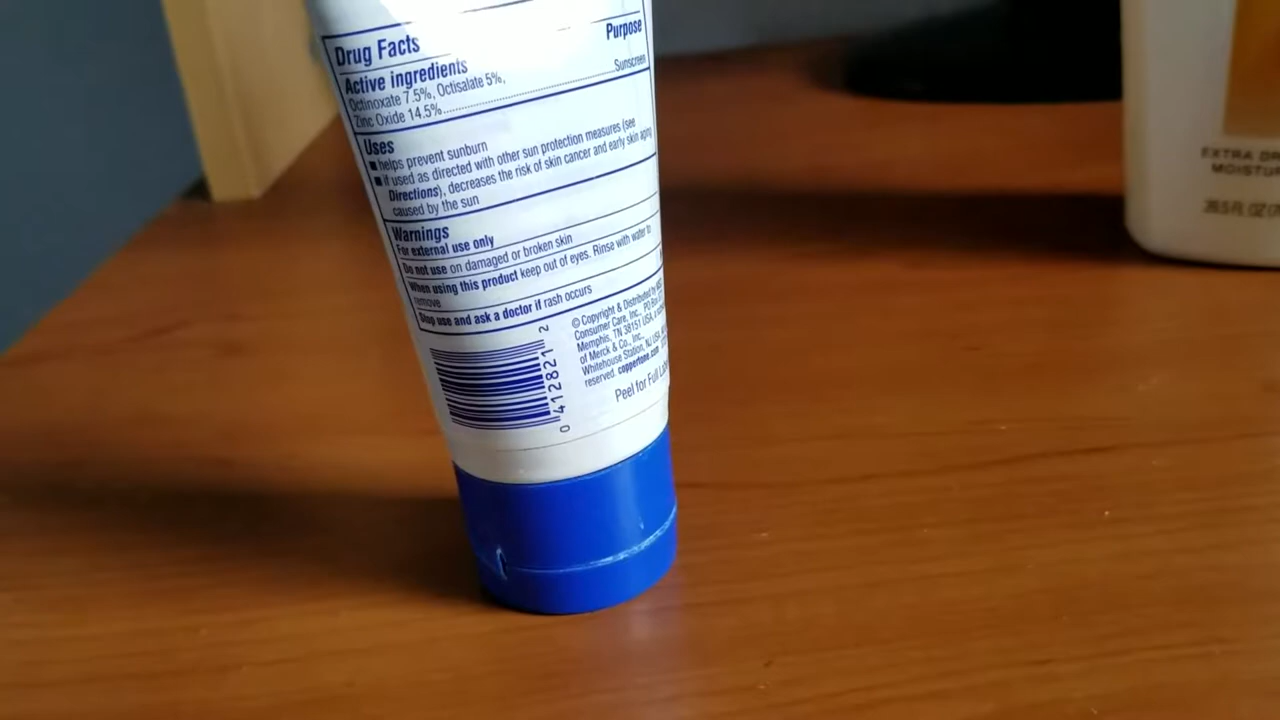 Drug Facts
Active ingredients Purpose
Octinoxate 7.5%, Octisalate 5%,
Zinc Oxide 14.5%......................................................Sunscreen
Uses
■ helps prevent sunburn
■ if used as directed with other sun protection measures (see
Directions), decreases the risk of skin cancer and early skin aging
caused by the sun
Warnings
For external use only
Do not use on damaged or broken skin
When using this product keep out of eyes. Rinse with water to
remove
Stop use and ask a doctor if rash occurs
© Copyright & Distributed by
Consumer Care, Inc., PO Box
Memphis, TN 38151 USA, a
of Merck & Co., Inc.,
Whitehouse Station, NJ USA.
reserved. coppertone.com
Peel for Full
0 412821 2
EXTRA
MOISTUR